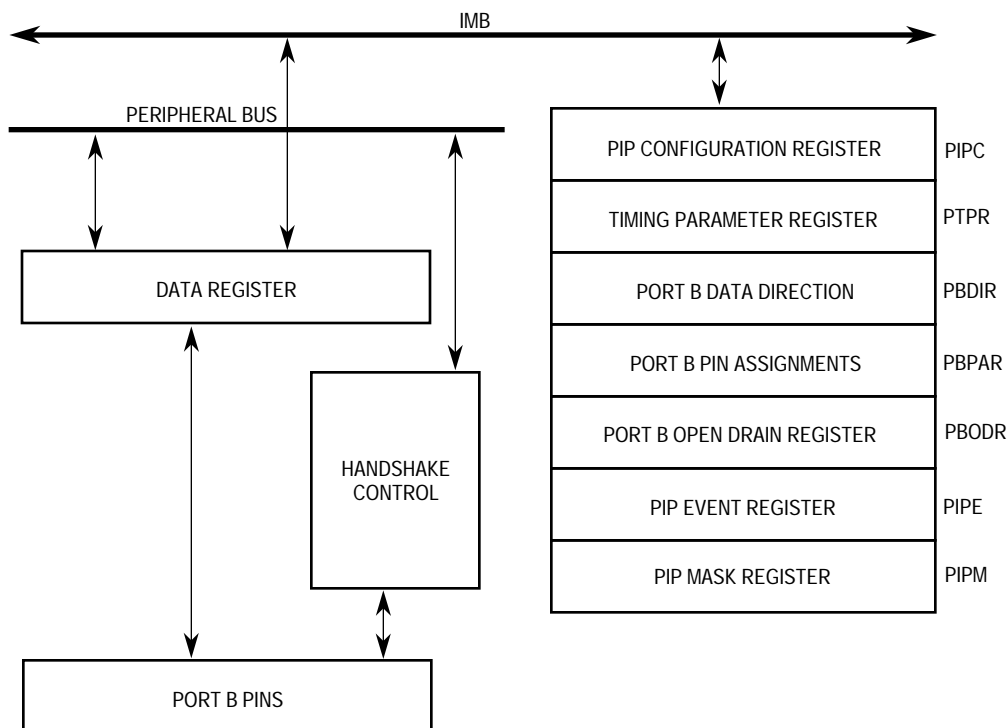 IMB
PERIPHERAL BUS
PIP CONFIGURATION REGISTER PIPC
TIMING PARAMETER REGISTER PTPR
DATA REGISTER
PORT B DATA DIRECTION PBDIR
PORT B PIN ASSIGNMENTS PBPAR
PORT B OPEN DRAIN REGISTER PBODR
HANDSHAKE
CONTROL
PIP EVENT REGISTER PIPE
PIP MASK REGISTER PIPM
PORT B PINS